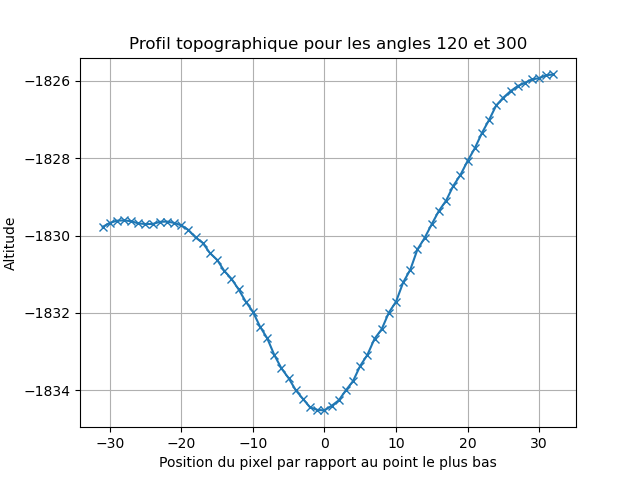 Profil topographique pour les angles 120 et 300
−1826
−1828
−1830
−1832
−1834
Altitude
−30 −20 −10 0 10 20 30
Position du pixel par rapport au point le plus bas